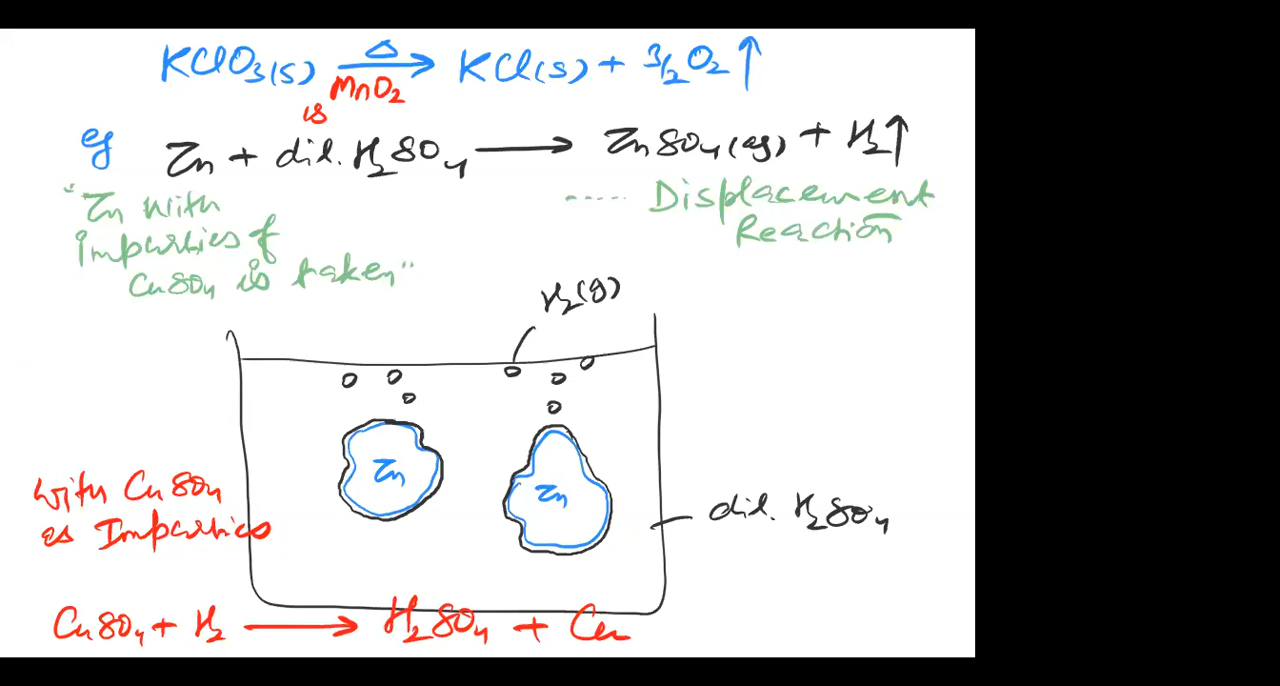 KClO3(s) →Δ KCl(s) + 3/2 O2 ↑
MnO2
is
eg Zn + dil. H2SO4 → ZnSO4(aq) + H2↑
"Zn with
impurities of
CuSO4 is taken"
..... Displacement
Reaction
H2(g)
Zn
Zn
with CuSO4
as Impurities
dil. H2SO4
CuSO4 + H2 → H2SO4 + Cu